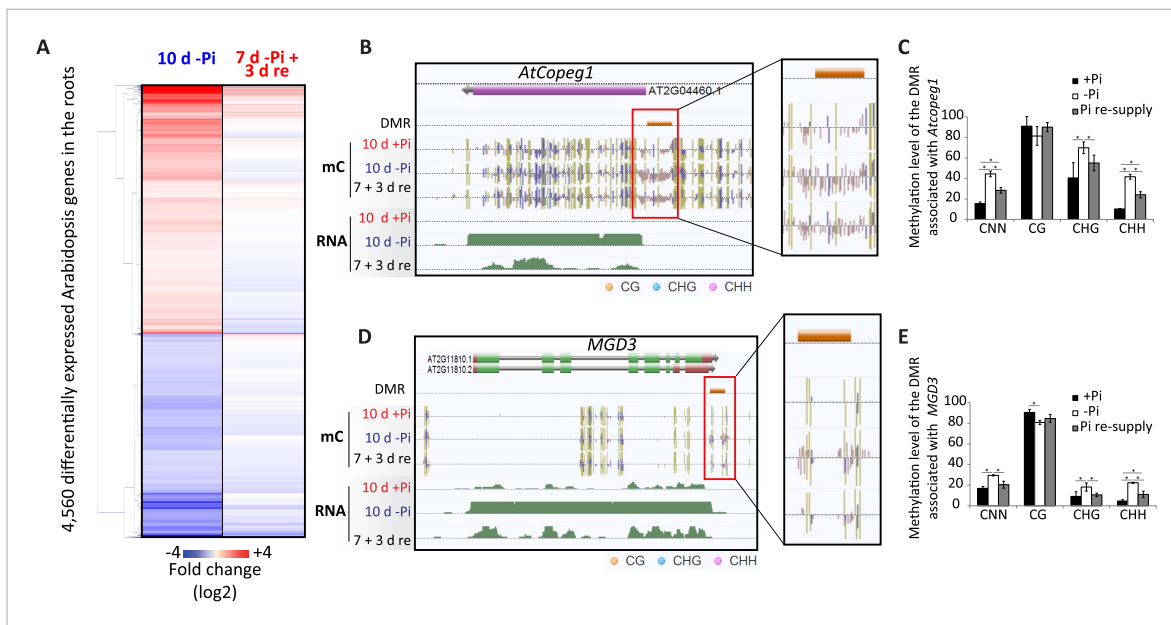 A
10 d -Pi
7 d -Pi +
3 d re
4,560 differentially expressed Arabidopsis genes in the roots
-4
+4
Fold change
(log2)
B
AtCopeg1
AT2G04460.1
DMR
mC
10 d +Pi
10 d -Pi
7 + 3 d re
RNA
10 d +Pi
10 d -Pi
7 + 3 d re
CG
CHG
CHH
C
Methylation level of the DMR
associated with Atcopeg1
+Pi
-Pi
Pi re-supply
100
80
60
40
20
0
* * *
* *
* * *
CNN
CG
CHG
CHH
D
MGD3
AT2G11810.1
AT2G11810.2
DMR
mC
10 d +Pi
10 d -Pi
7 + 3 d re
RNA
10 d +Pi
10 d -Pi
7 + 3 d re
CG
CHG
CHH
E
Methylation level of the DMR
associated with MGD3
+Pi
-Pi
Pi re-supply
100
80
60
40
20
0
* *
*
* *
* * *
CNN
CG
CHG
CHH